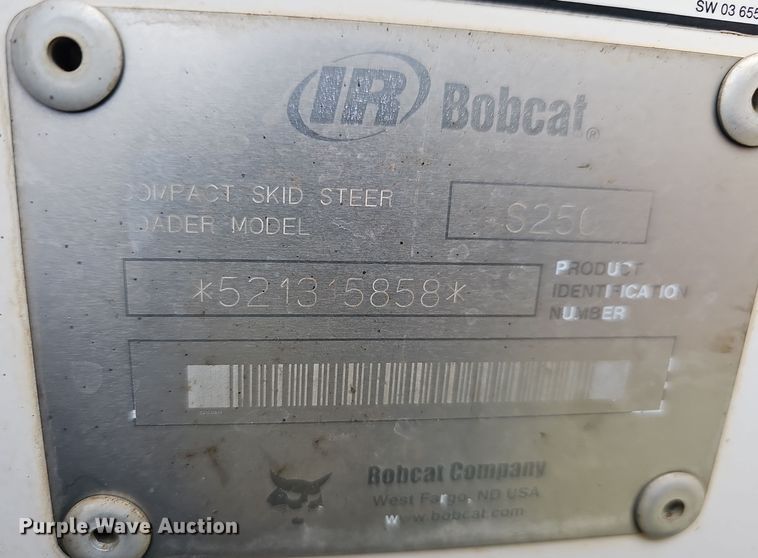 SW 03 655
IR Bobcat®
COMPACT SKID STEER
LOADER MODEL
S250
*521315858*
PRODUCT
IDENTIFICATION
NUMBER
Bobcat Company
West Fargo, ND USA
www.bobcat.com
Purple Wave Auction